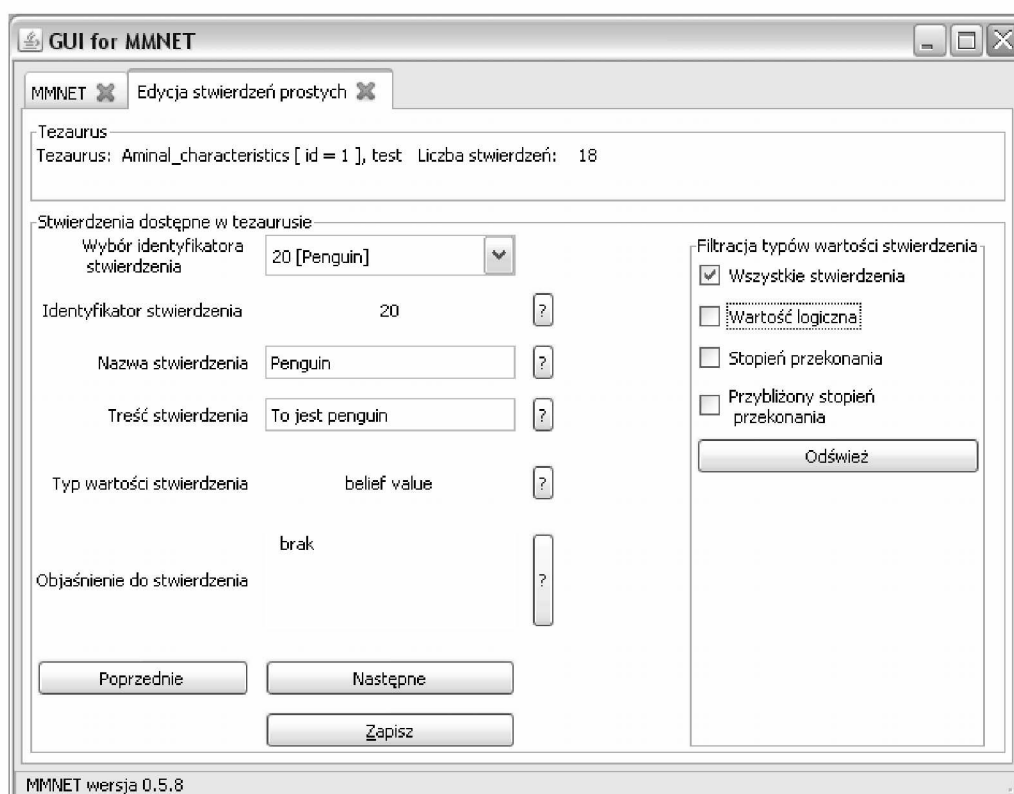 GUI for MMNET
MMNET
Edycja stwierdzeń prostych
Tezaurus
Tezaurus: Aminal_characteristics [ id = 1 ], test Liczba stwierdzeń: 18
Stwierdzenia dostępne w tezaurusie
Wybór identyfikatora
stwierdzenia
20 [Penguin]
Identyfikator stwierdzenia
20
?
Nazwa stwierdzenia
Penguin
?
Treść stwierdzenia
To jest penguin
?
Typ wartości stwierdzenia
belief value
?
Objaśnienie do stwierdzenia
brak
?
Poprzednie
Następne
Zapisz
Filtracja typów wartości stwierdzenia
Wszystkie stwierdzenia
Wartość logiczna
Stopień przekonania
Przybliżony stopień
przekonania
Odśwież
MMNET wersja 0.5.8